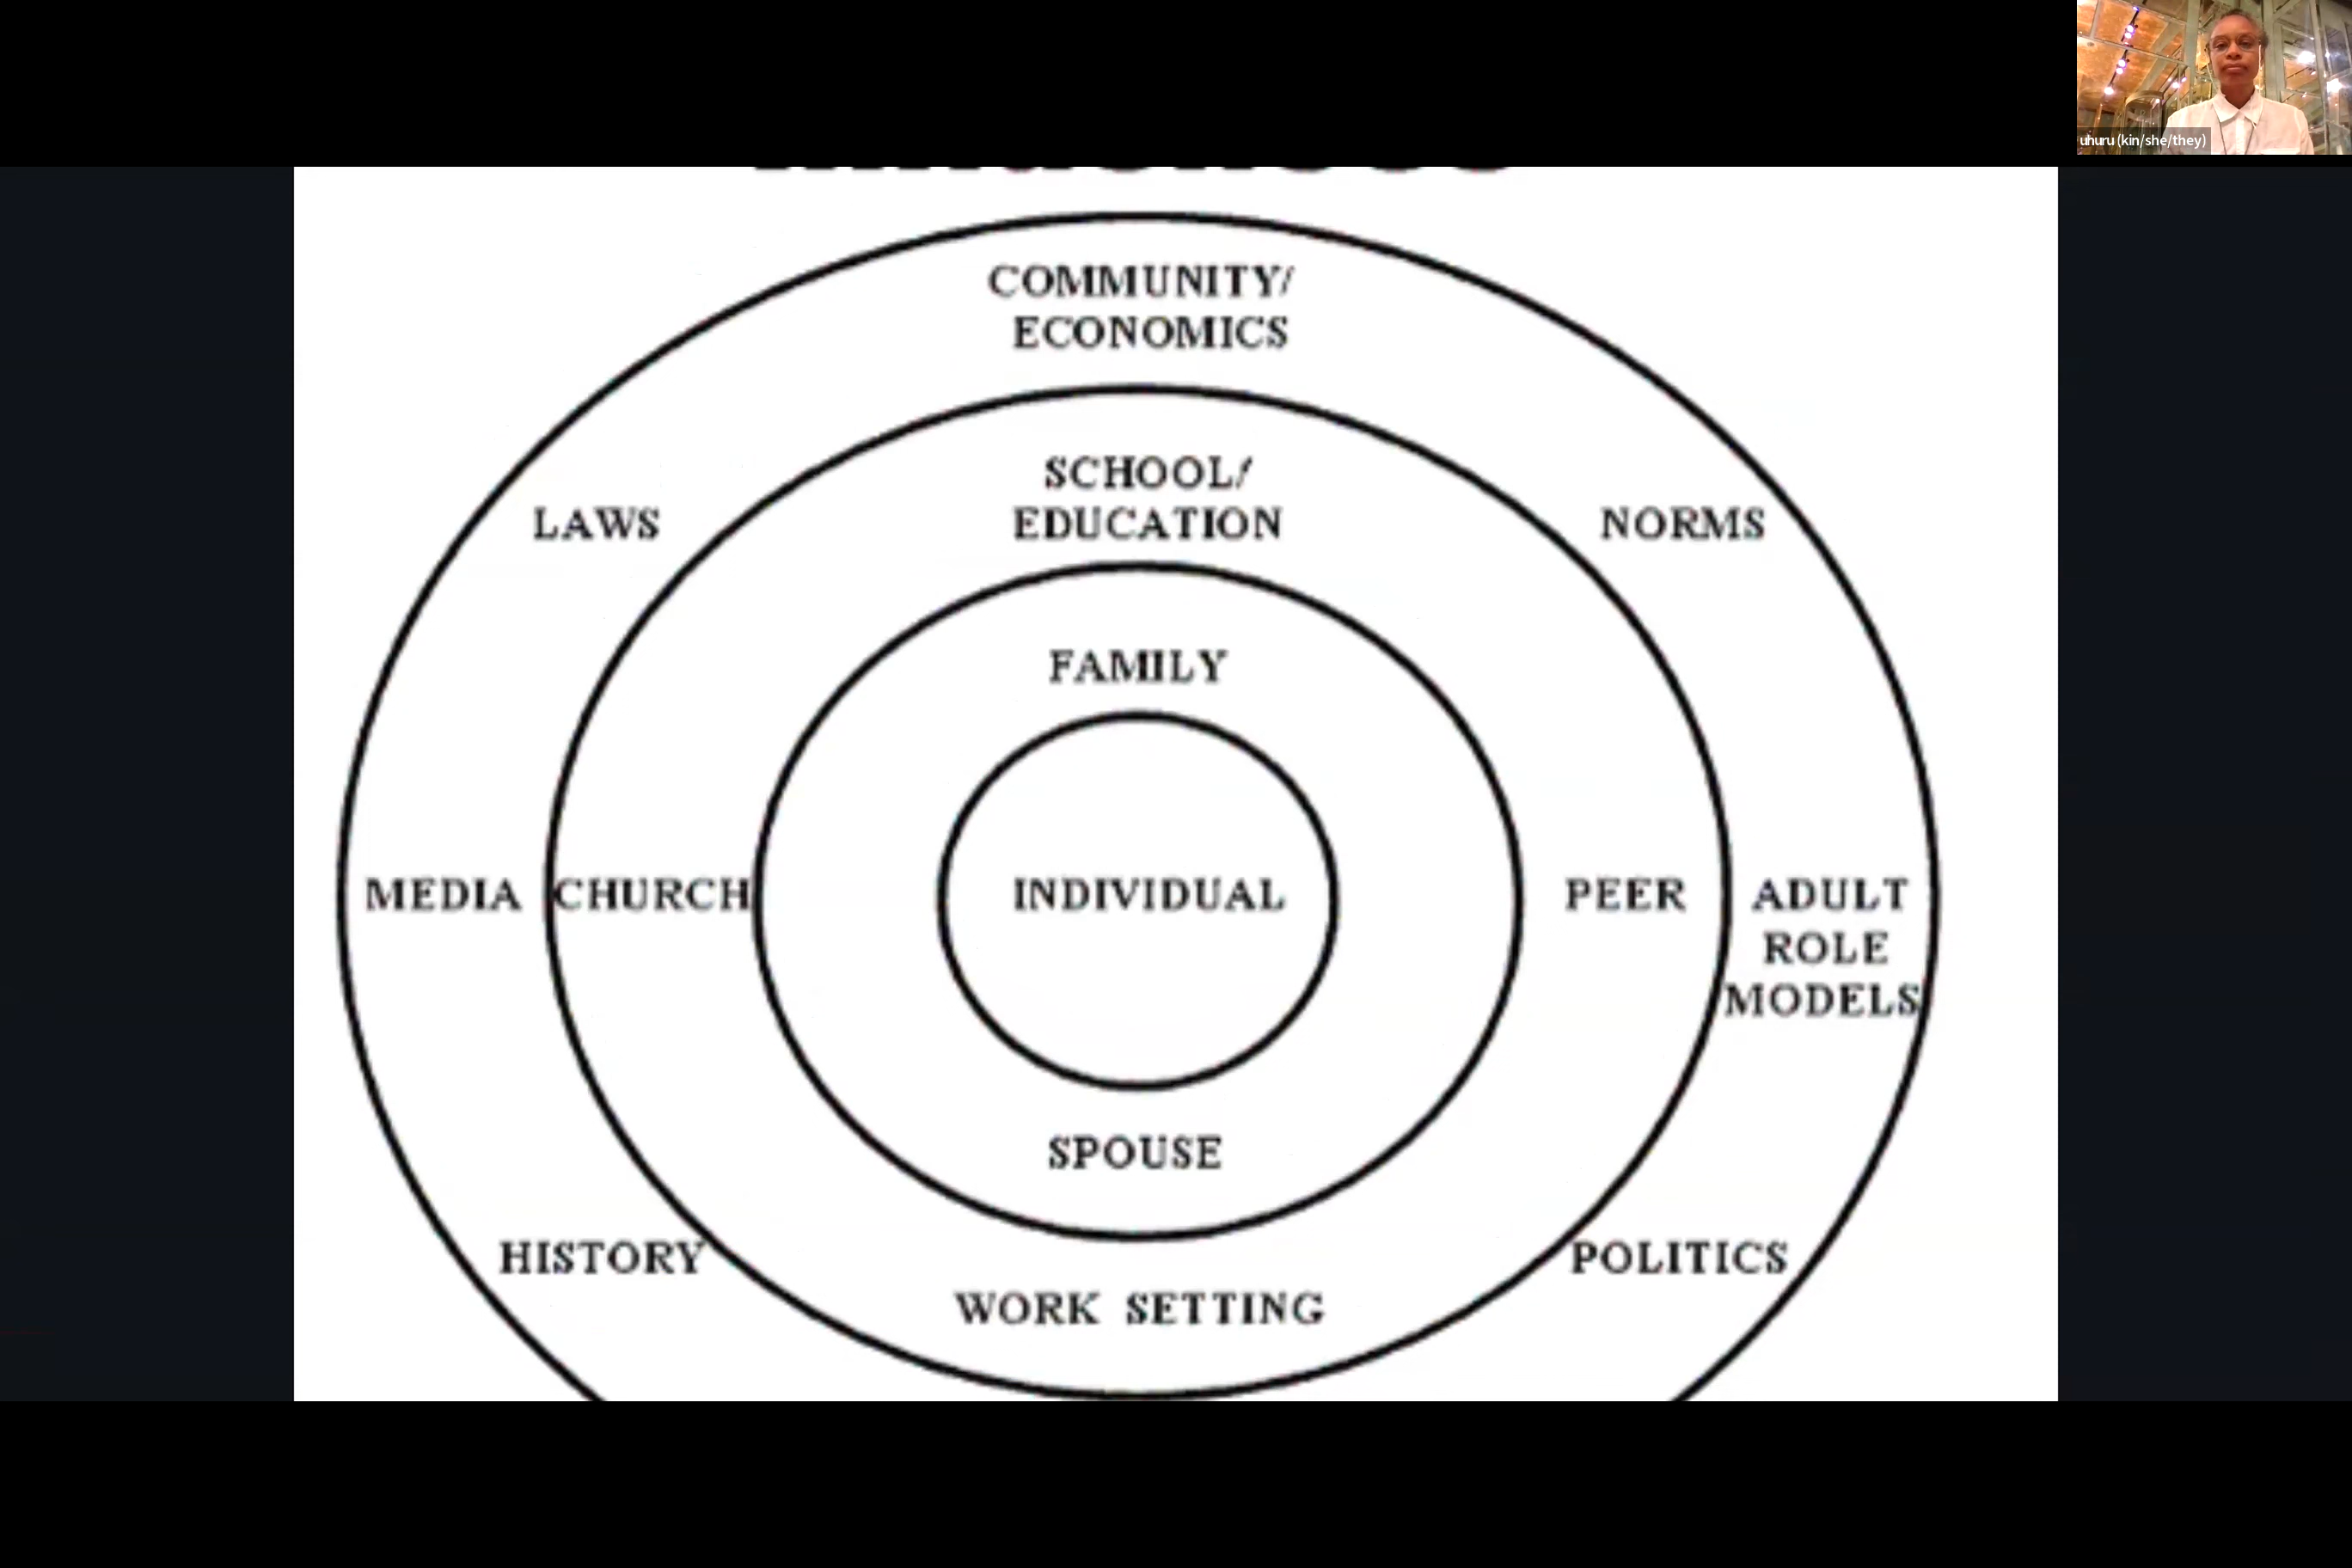 uhuru (kin/she/they)
COMMUNITY/
ECONOMICS
SCHOOL/
EDUCATION
LAWS
NORMS
FAMILY
MEDIA
CHURCH
INDIVIDUAL
PEER
ADULT
ROLE
MODELS
SPOUSE
HISTORY
POLITICS
WORK SETTING